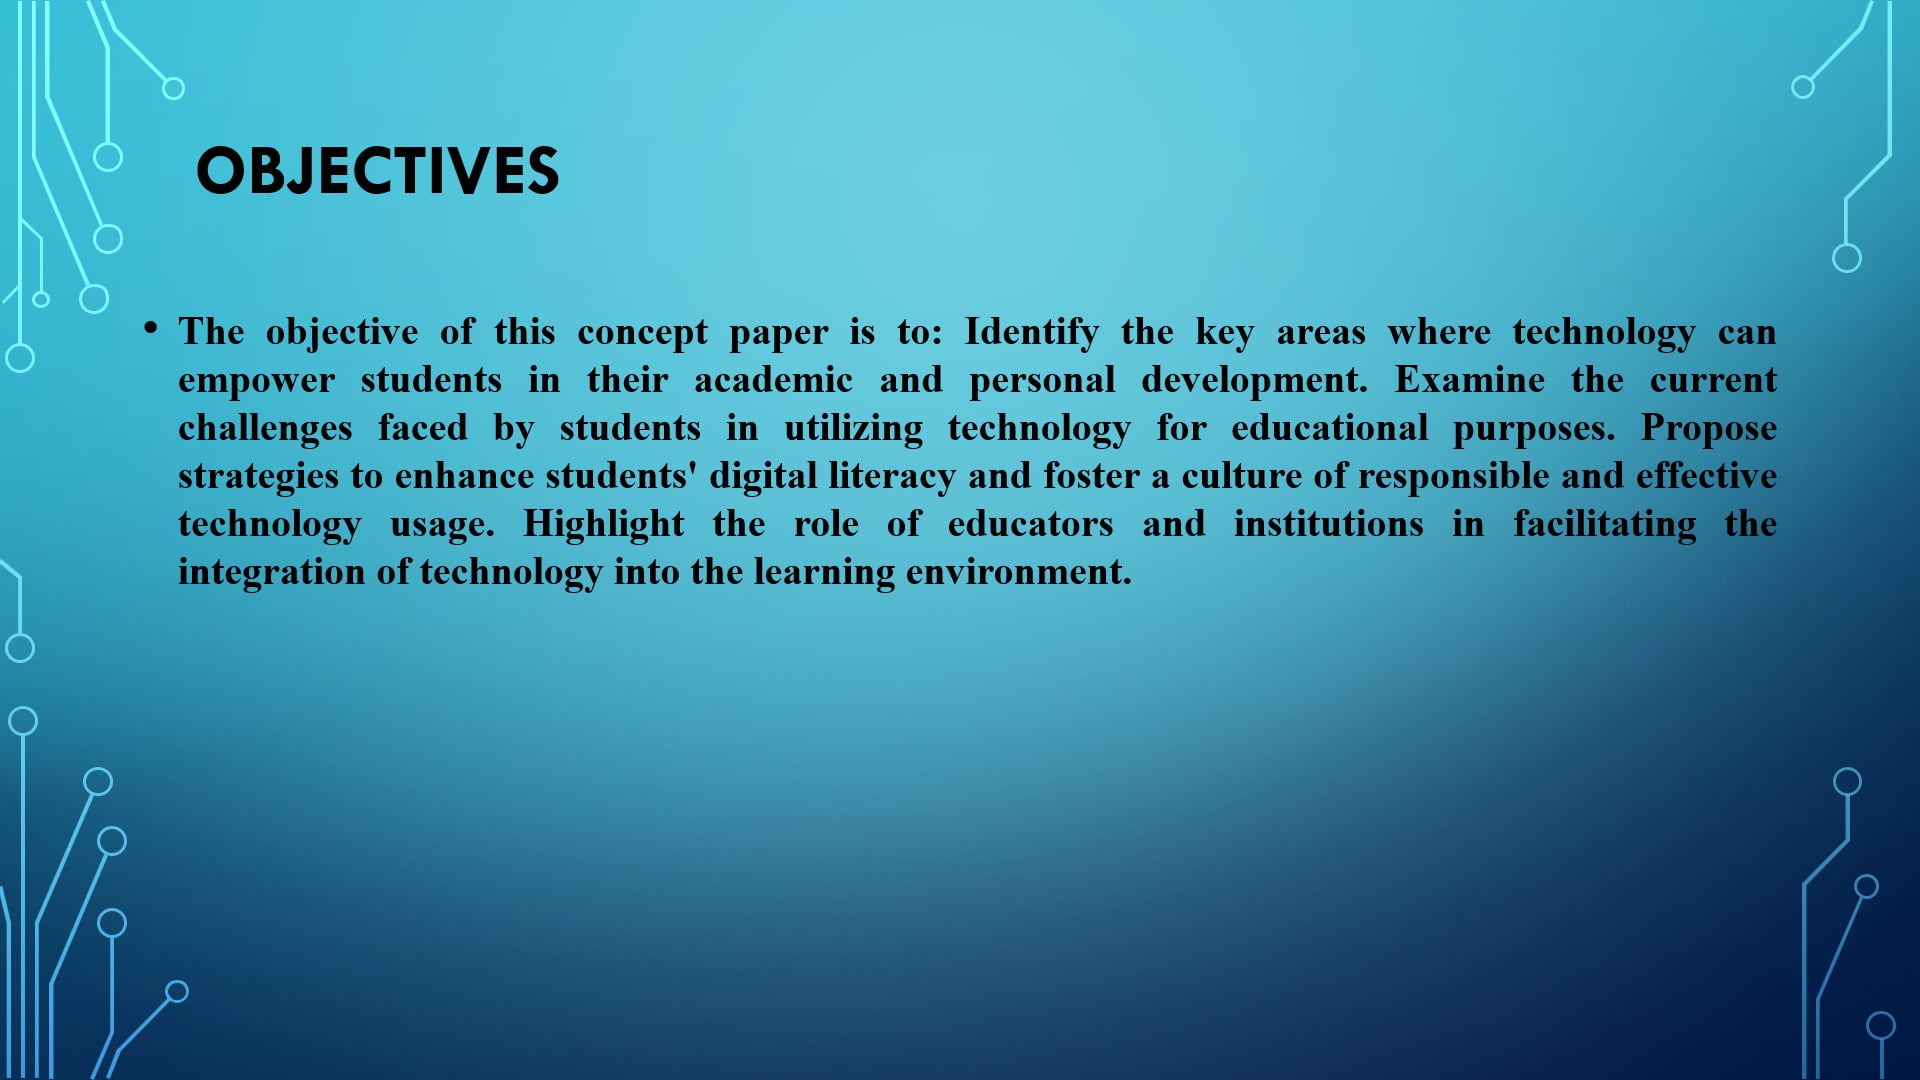 OBJECTIVES
• The objective of this concept paper is to: Identify the key areas where technology can
empower students in their academic and personal development. Examine the current
challenges faced by students in utilizing technology for educational purposes. Propose
strategies to enhance students' digital literacy and foster a culture of responsible and effective
technology usage. Highlight the role of educators and institutions in facilitating the
integration of technology into the learning environment.